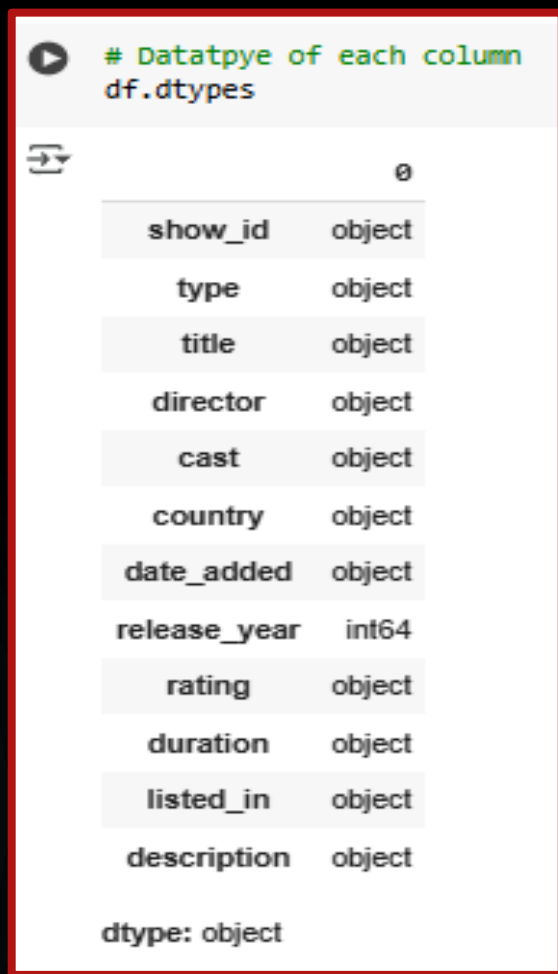 # Datatpye of each column
df.dtypes
0
show_id object
type object
title object
director object
cast object
country object
date_added object
release_year int64
rating object
duration object
listed_in object
description object
dtype: object